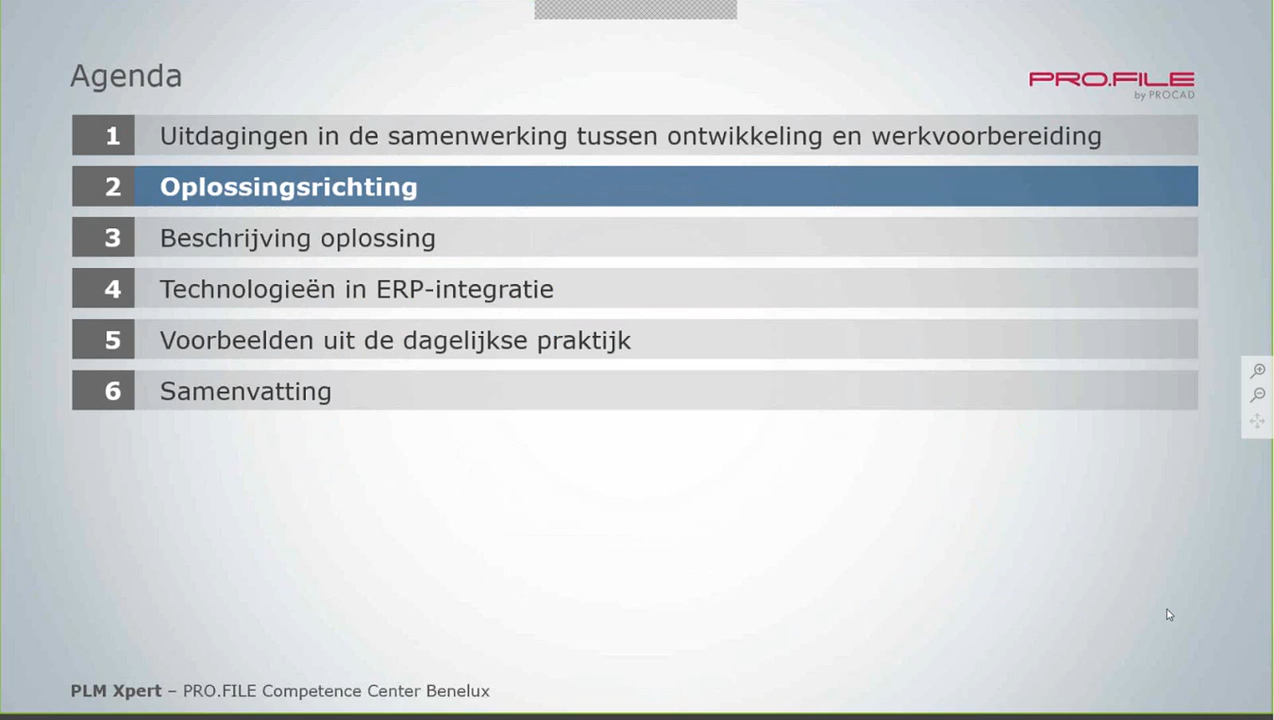 Agenda
PRO.FILE
by PROCAD
1 Uitdagingen in de samenwerking tussen ontwikkeling en werkvoorbereiding
2 Oplossingsrichting
3 Beschrijving oplossing
4 Technologieën in ERP-integratie
5 Voorbeelden uit de dagelijkse praktijk
6 Samenvatting
PLM Xpert – PRO.FILE Competence Center Benelux